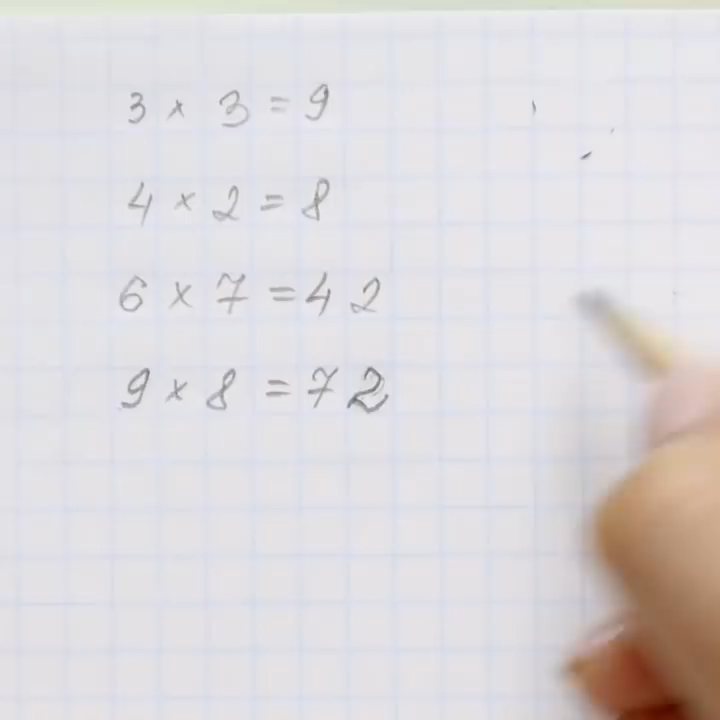 3 × 3 = 9
4 × 2 = 8
6 × 7 = 42
9 × 8 = 72